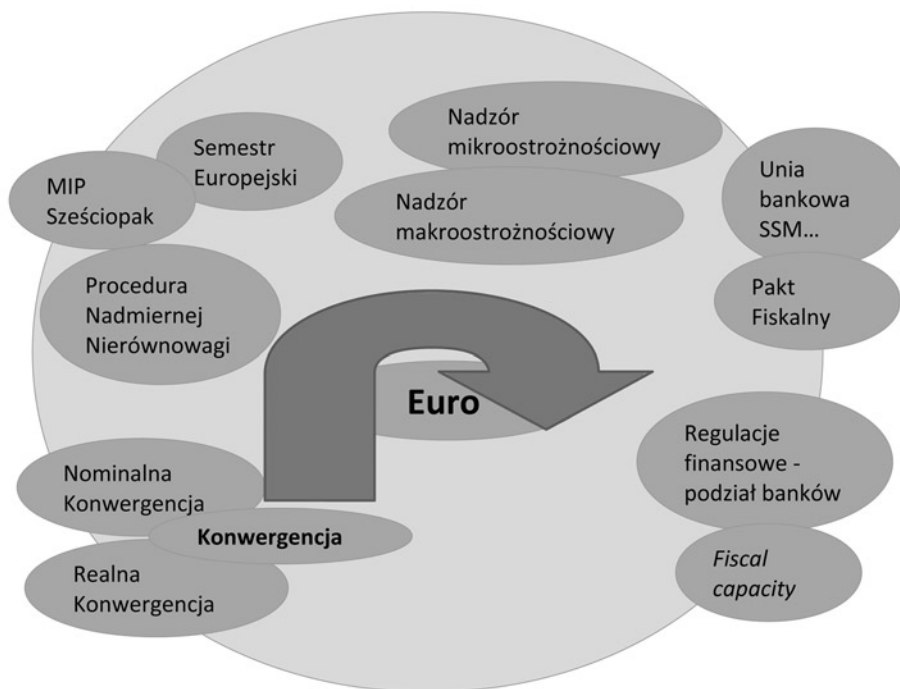 Semestr
Europejski
MIP
Sześciopak
Procedura
Nadmiernej
Nierównowagi
Nadzór
mikroostrożnościowy
Nadzór
makroostrożnościowy
Unia
bankowa
SSM...
Pakt
Fiskalny
Euro
Nominalna
Konwergencja
Konwergencja
Realna
Konwergencja
Regulacje
finansowe -
podział banków
Fiscal
capacity